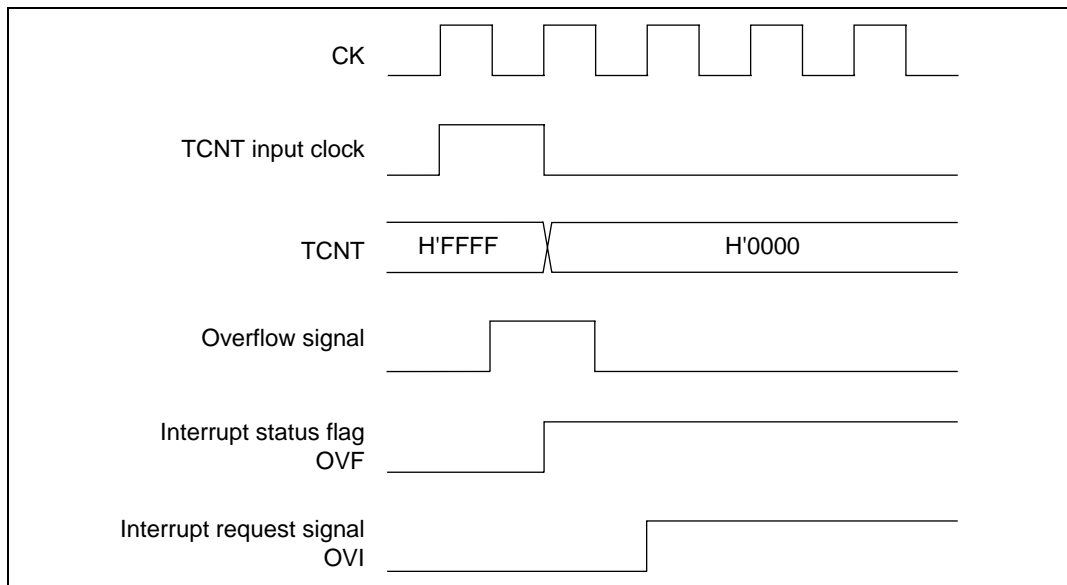 CK
TCNT input clock
TCNT
H'FFFF
H'0000
Overflow signal
Interrupt status flag
OVF
Interrupt request signal
OVI